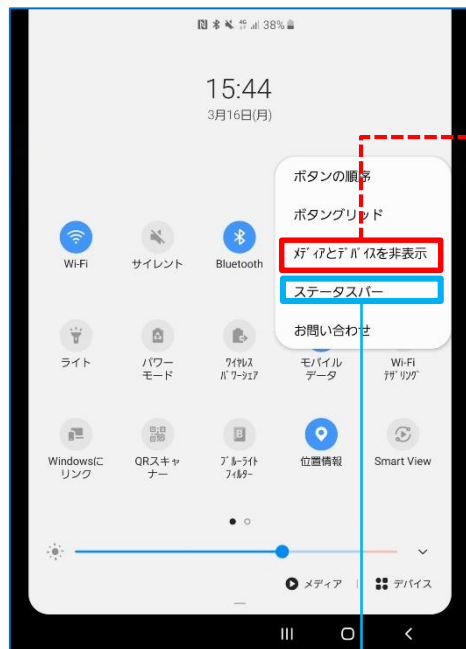 38%
15:44
3月16日(月)
ボタンの順序
ボタングリッド
ﾒﾃﾞｨｱとﾃﾞﾊﾞｲｽを非表示
ステータスバー
お問い合わせ
Wi-Fi
サイレント
Bluetooth
ライト
パワー
モード
ﾜｲﾔﾚｽ
ﾊﾟﾜｰｼｪｱ
モバイル
データ
Wi-Fi
ﾃｻﾞﾘﾝｸﾞ
Windowsに
リンク
QRスキャ
ナー
ﾌﾞﾙｰﾗｲﾄ
ﾌｨﾙﾀｰ
位置情報
Smart View
メディア
デバイス